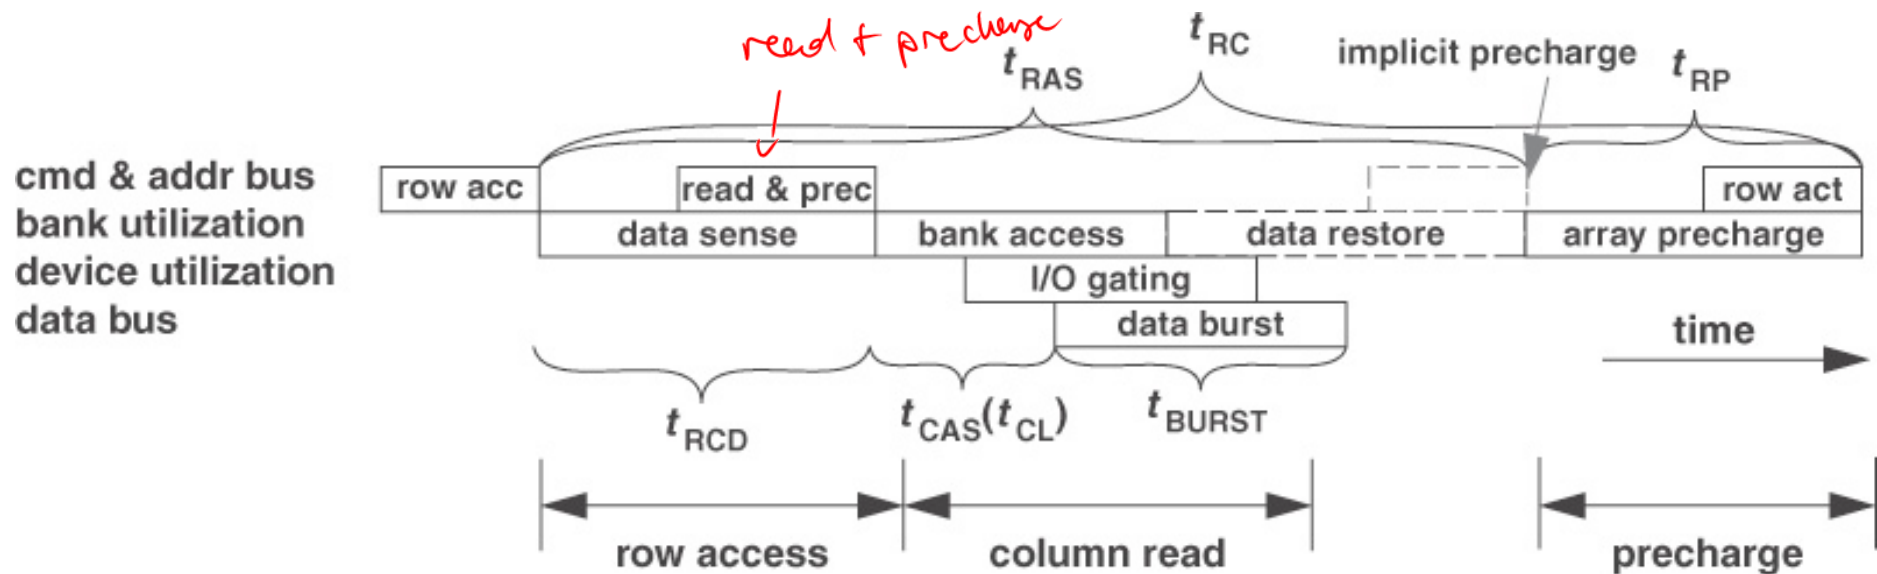 read + precharge
tRC
tRAS
implicit precharge
tRP
cmd & addr bus
row acc
read & prec
row act
bank utilization
data sense
bank access
data restore
array precharge
device utilization
I/O gating
data bus
data burst
time
tRCD
tCAS(tCL)
tBURST
row access
column read
precharge